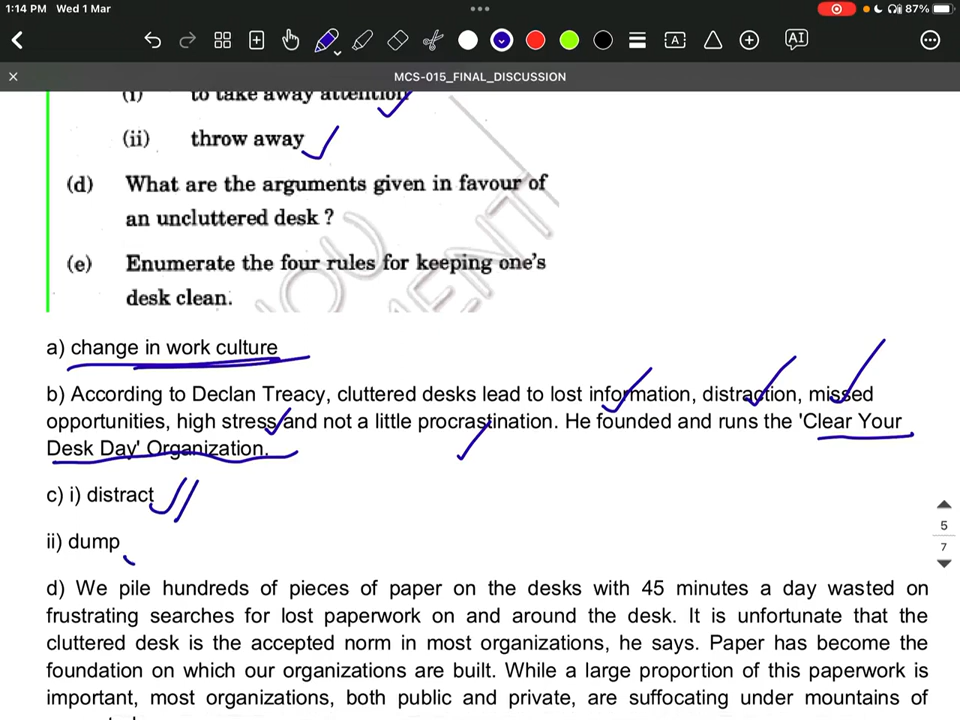 1:14 PM Wed 1 Mar
87%
AI
MCS-015_FINAL_DISCUSSION
(i) to take away attention
(ii) throw away
(d) What are the arguments given in favour of
an uncluttered desk ?
(e) Enumerate the four rules for keeping one's
desk clean.
a) change in work culture
b) According to Declan Treacy, cluttered desks lead to lost information, distraction, missed
opportunities, high stress and not a little procrastination. He founded and runs the 'Clear Your
Desk Day' Organization.
c) i) distract
ii) dump
d) We pile hundreds of pieces of paper on the desks with 45 minutes a day wasted on
frustrating searches for lost paperwork on and around the desk. It is unfortunate that the
cluttered desk is the accepted norm in most organizations, he says. Paper has become the
foundation on which our organizations are built. While a large proportion of this paperwork is
important, most organizations, both public and private, are suffocating under mountains of
5
7